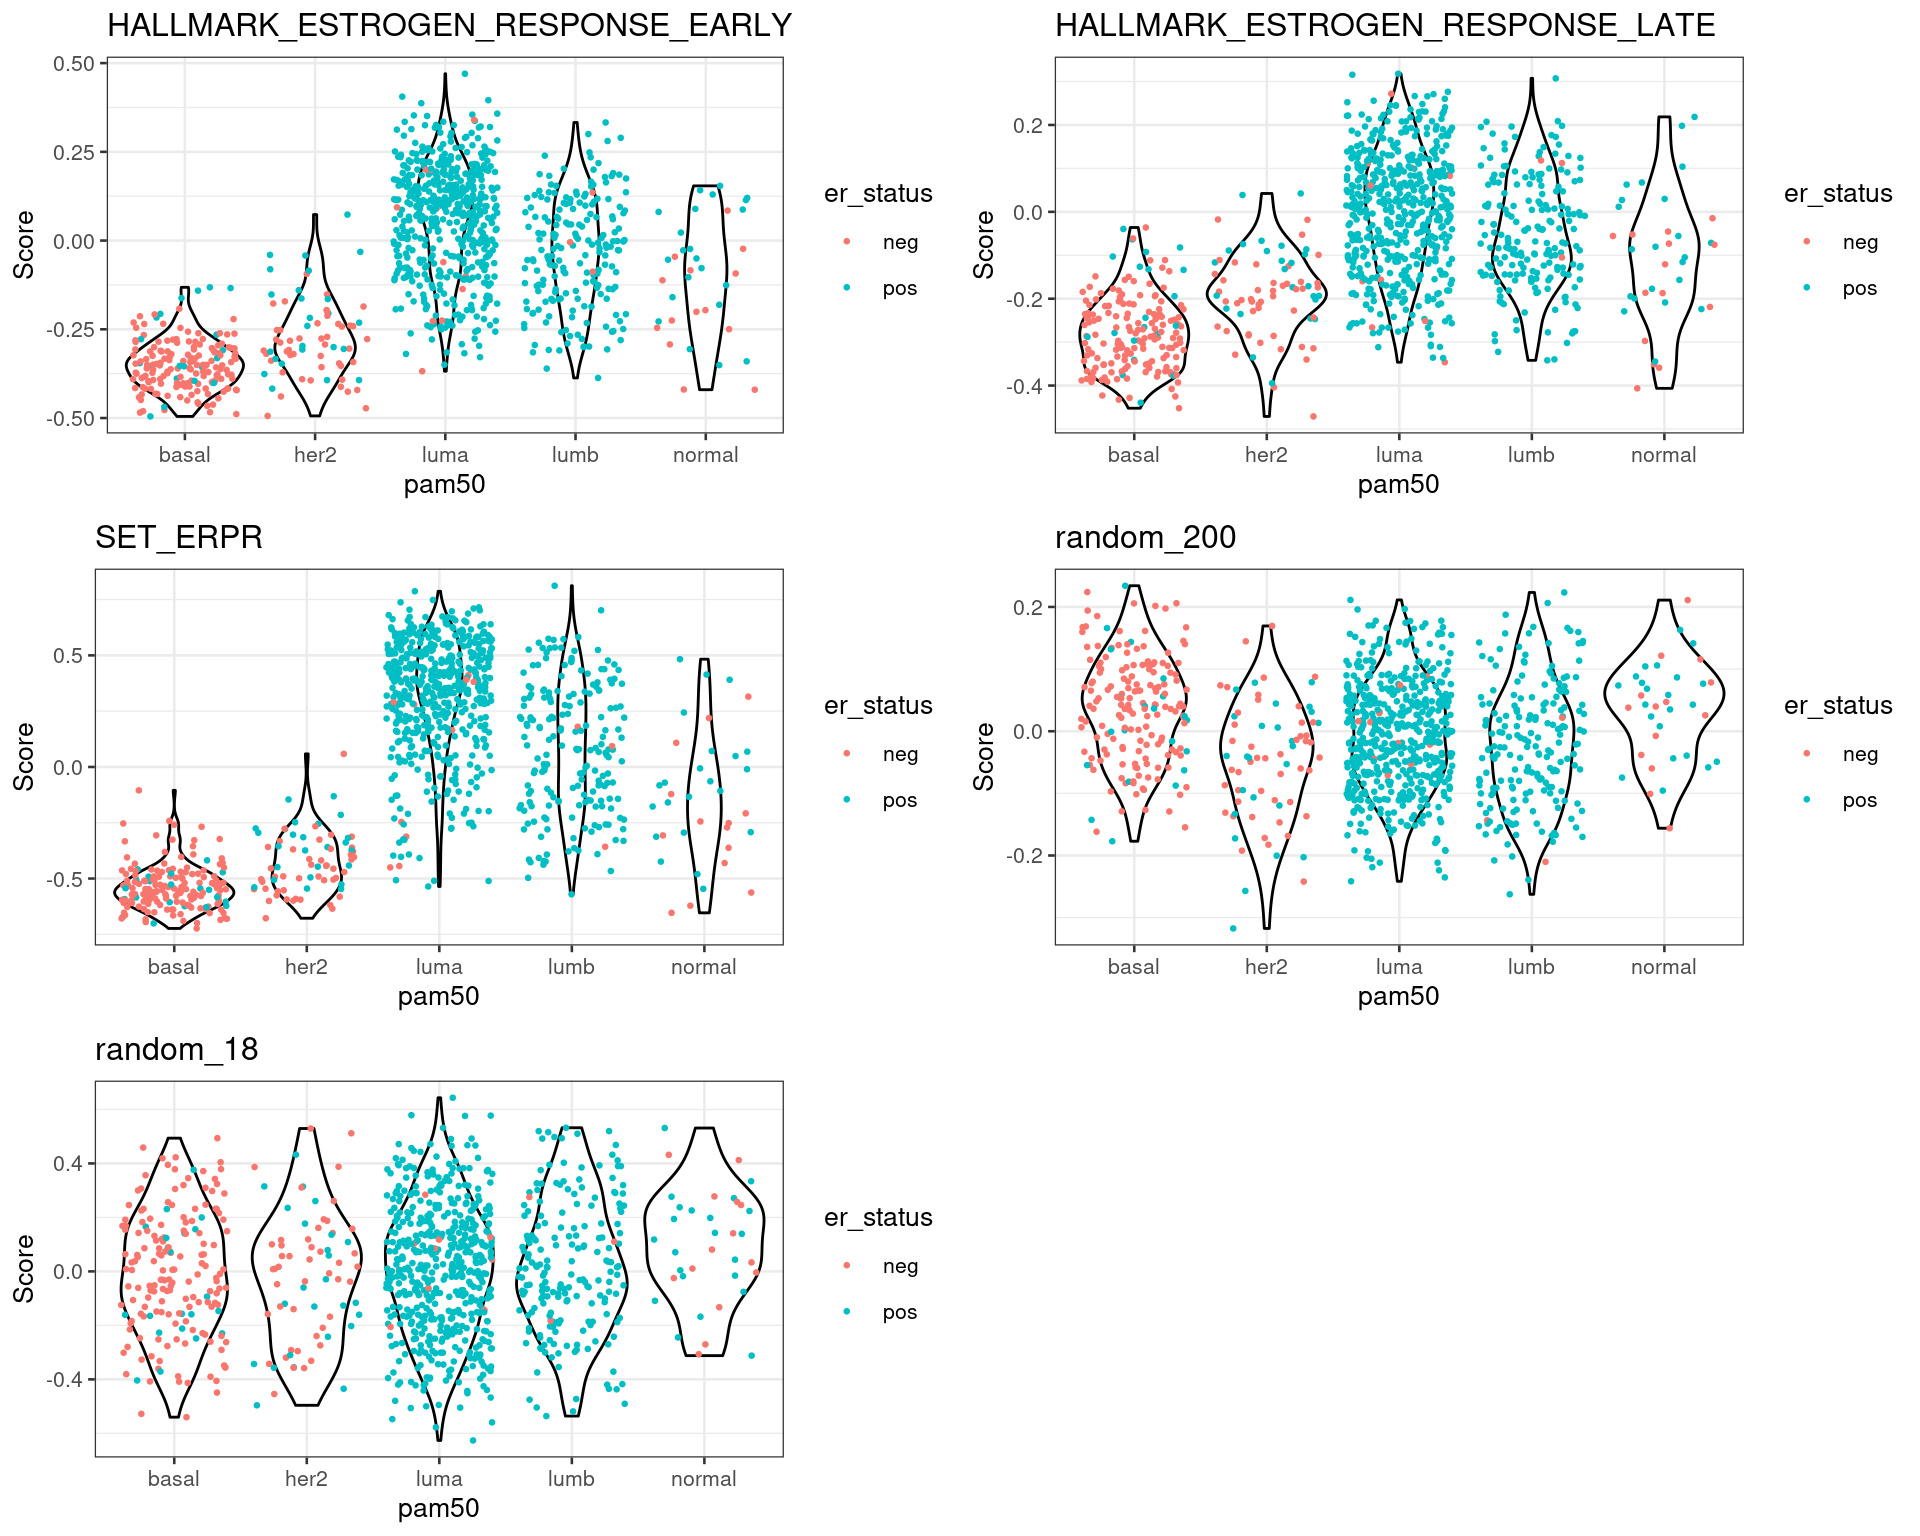 HALLMARK_ESTROGEN_RESPONSE_EARLY
0.50
0.25
0.00
-0.25
-0.50
Score
basal her2 luma lumb normal
pam50
er_status
neg
pos
HALLMARK_ESTROGEN_RESPONSE_LATE
0.2
0.0
-0.2
-0.4
Score
basal her2 luma lumb normal
pam50
er_status
neg
pos
SET_ERPR
0.5
0.0
-0.5
Score
basal her2 luma lumb normal
pam50
er_status
neg
pos
random_200
0.2
0.0
-0.2
Score
basal her2 luma lumb normal
pam50
er_status
neg
pos
random_18
0.4
0.0
-0.4
Score
basal her2 luma lumb normal
pam50
er_status
neg
pos